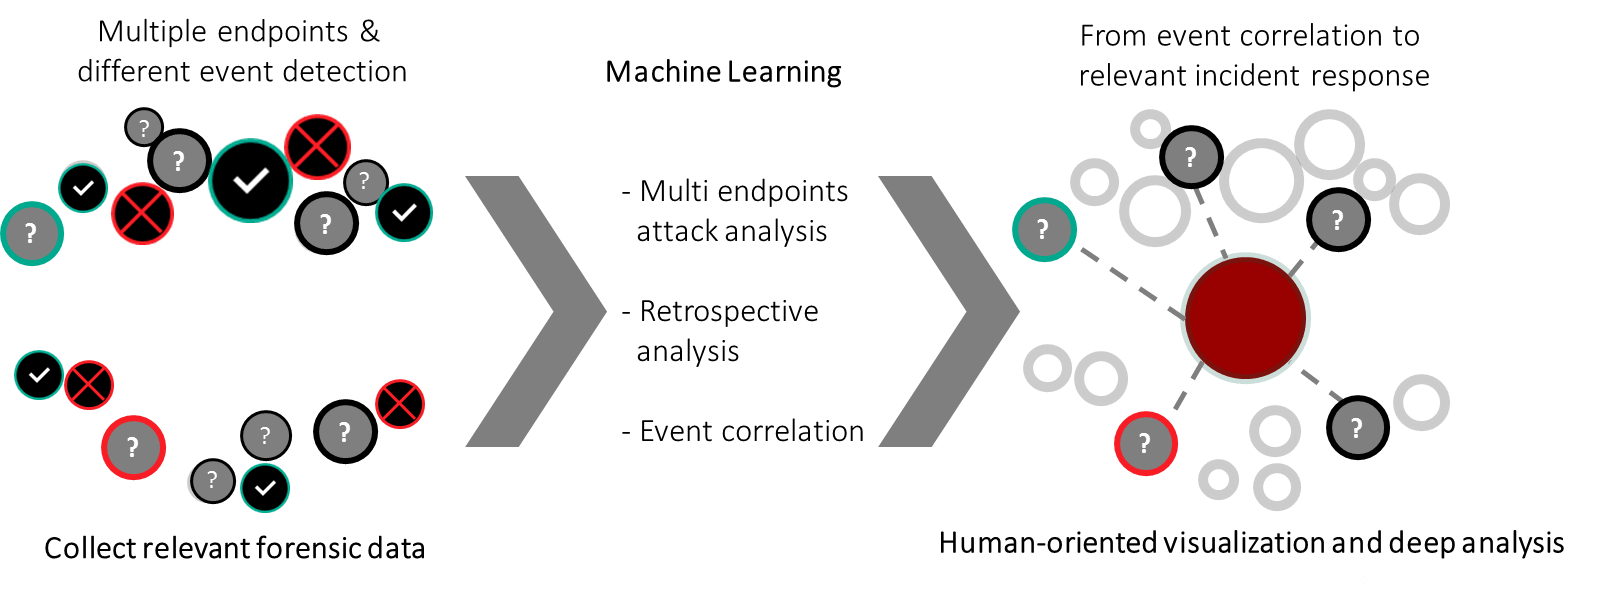 Multiple endpoints &
different event detection
?
?
?
?
?
?
?
?
?
?
Collect relevant forensic data
Machine Learning
- Multi endpoints
attack analysis
- Retrospective
analysis
- Event correlation
From event correlation to
relevant incident response
?
?
?
?
?
Human-oriented visualization and deep analysis